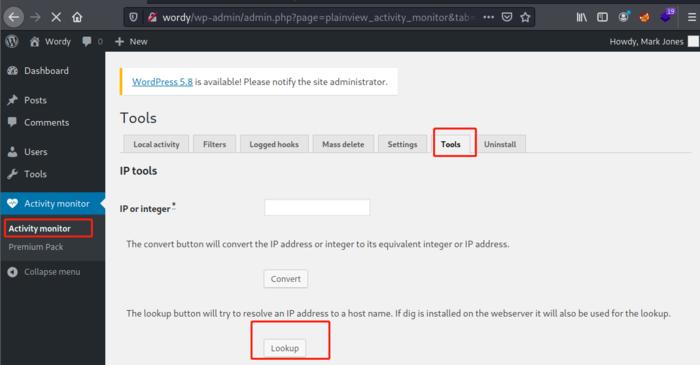 wordy/wp-admin/admin.php?page=plainview_activity_monitor&tab=
19
Wordy 0 + New Howdy, Mark Jones
Dashboard
Posts
Comments
Users
Tools
Activity monitor
Activity monitor
Premium Pack
Collapse menu
WordPress 5.8 is available! Please notify the site administrator.
Tools
Local activity Filters Logged hooks Mass delete Settings Tools Uninstall
IP tools
IP or integer *
The convert button will convert the IP address or integer to its equivalent integer or IP address.
Convert
The lookup button will try to resolve an IP address to a host name. If dig is installed on the webserver it will also be used for the lookup.
Lookup